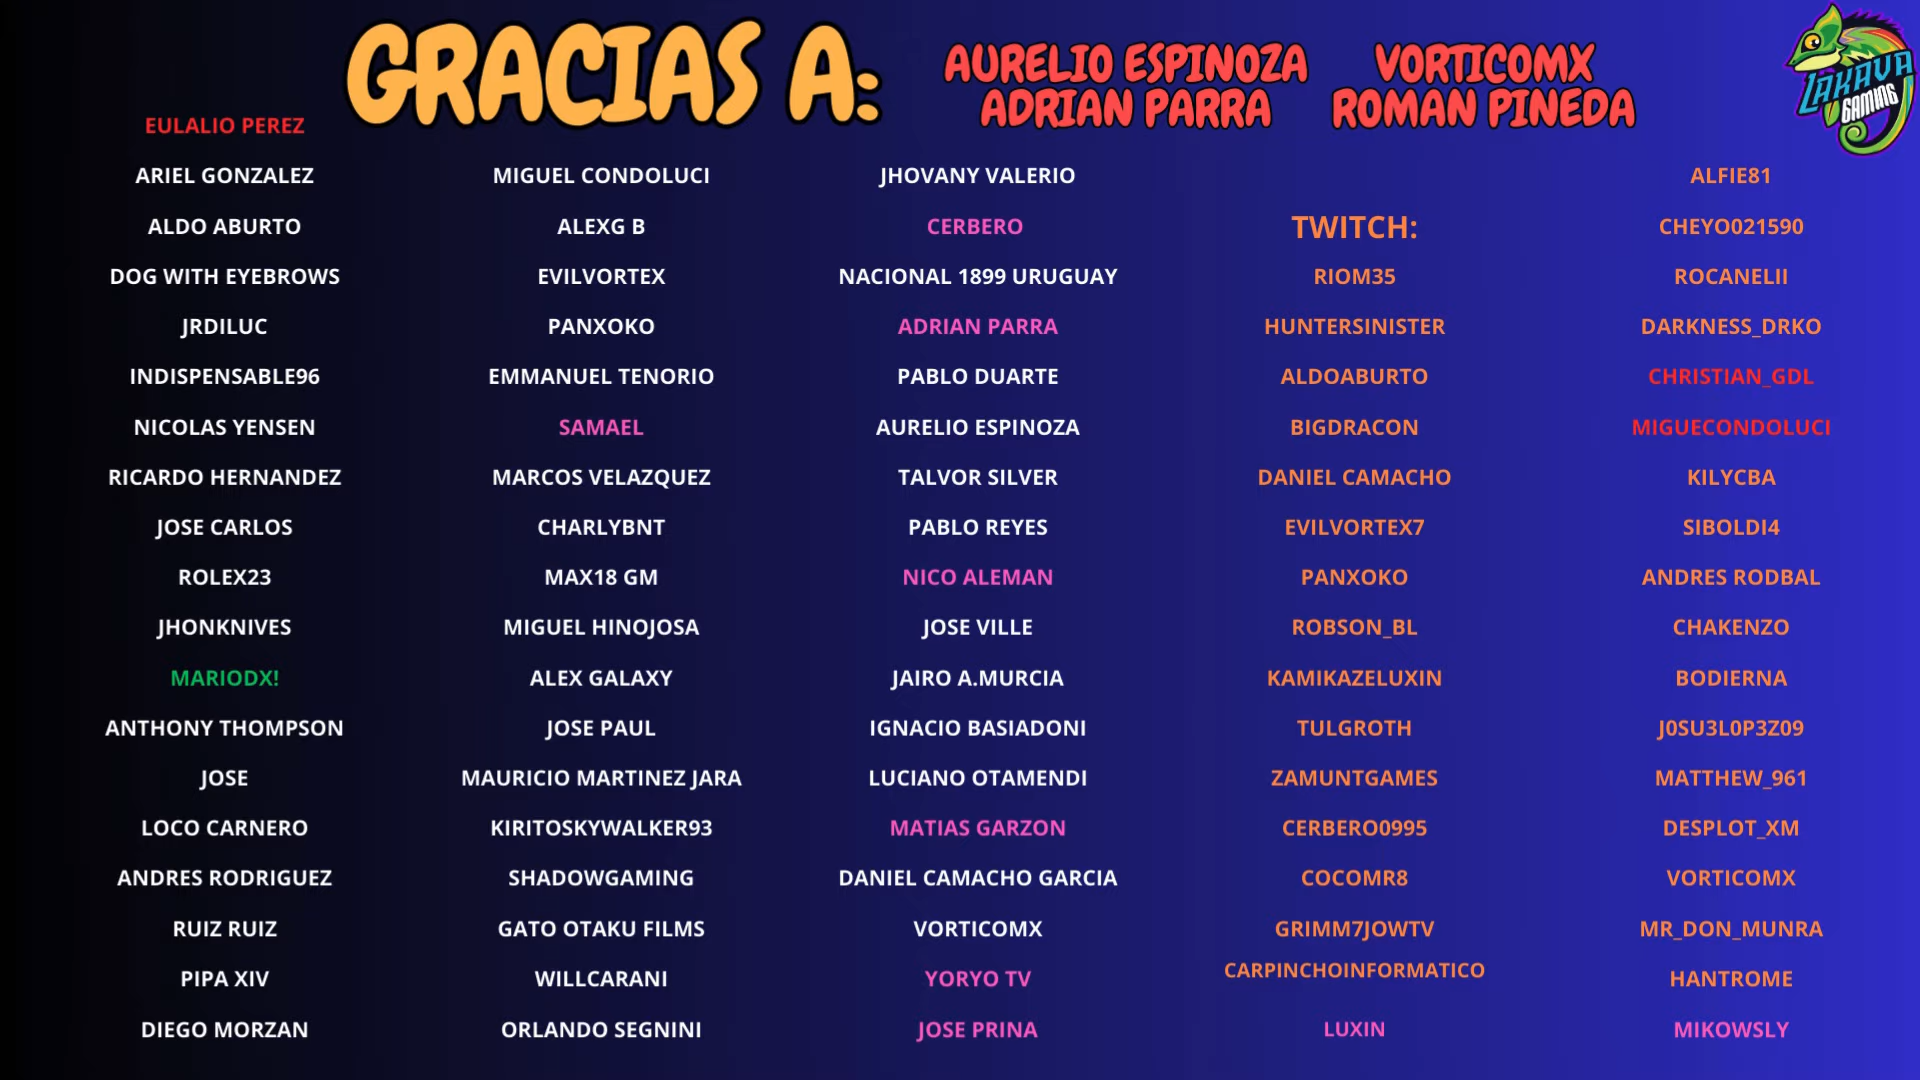 GRACIAS A:
AURELIO ESPINOZA
ADRIAN PARRA
VORTICOMX
ROMAN PINEDA
LAKAVA
GAMING
EULALIO PEREZ
ARIEL GONZALEZ
ALDO ABURTO
DOG WITH EYEBROWS
JRDILUC
INDISPENSABLE96
NICOLAS YENSEN
RICARDO HERNANDEZ
JOSE CARLOS
ROLEX23
JHONKNIVES
MARIODX!
ANTHONY THOMPSON
JOSE
LOCO CARNERO
ANDRES RODRIGUEZ
RUIZ RUIZ
PIPA XIV
DIEGO MORZAN
MIGUEL CONDOLUCI
ALEXG B
EVILVORTEX
PANXOKO
EMMANUEL TENORIO
SAMAEL
MARCOS VELAZQUEZ
CHARLYBNT
MAX18 GM
MIGUEL HINOJOSA
ALEX GALAXY
JOSE PAUL
MAURICIO MARTINEZ JARA
KIRITOSKYWALKER93
SHADOWGAMING
GATO OTAKU FILMS
WILLCARANI
ORLANDO SEGNINI
JHOVANY VALERIO
CERBERO
NACIONAL 1899 URUGUAY
ADRIAN PARRA
PABLO DUARTE
AURELIO ESPINOZA
TALVOR SILVER
PABLO REYES
NICO ALEMAN
JOSE VILLE
JAIRO A.MURCIA
IGNACIO BASIADONI
LUCIANO OTAMENDI
MATIAS GARZON
DANIEL CAMACHO GARCIA
VORTICOMX
YORYO TV
JOSE PRINA
TWITCH:
RIOM35
HUNTERSINISTER
ALDOABURTO
BIGDRACON
DANIEL CAMACHO
EVILVORTEX7
PANXOKO
ROBSON_BL
KAMIKAZELUXIN
TULGROTH
ZAMUNTGAMES
CERBERO0995
COCOMR8
GRIMM7JOWTV
CARPINCHOINFORMATICO
LUXIN
ALFIE81
CHEYO021590
ROCANELII
DARKNESS_DRKO
CHRISTIAN_GDL
MIGUECONDOLUCI
KILYCBA
SIBOLDI4
ANDRES RODBAL
CHAKENZO
BODIERNA
J0SU3L0P3Z09
MATTHEW_961
DESPLOT_XM
VORTICOMX
MR_DON_MUNRA
HANTROME
MIKOWSLY